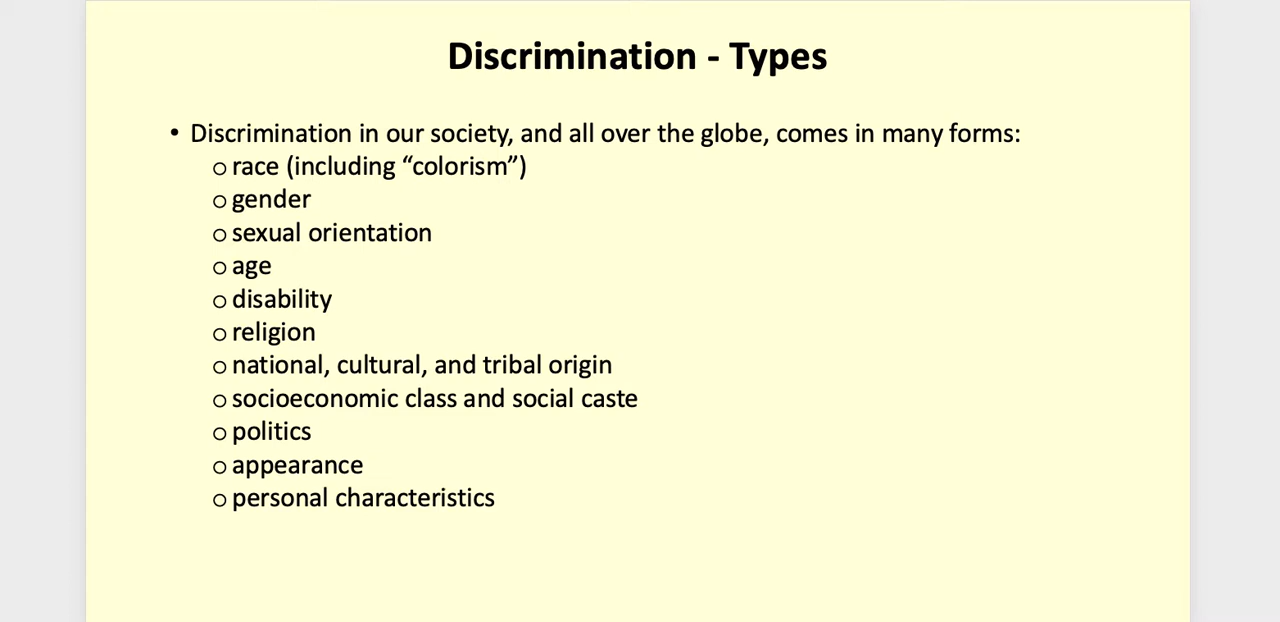 Discrimination - Types
• Discrimination in our society, and all over the globe, comes in many forms:
○ race (including “colorism”)
○ gender
○ sexual orientation
○ age
○ disability
○ religion
○ national, cultural, and tribal origin
○ socioeconomic class and social caste
○ politics
○ appearance
○ personal characteristics